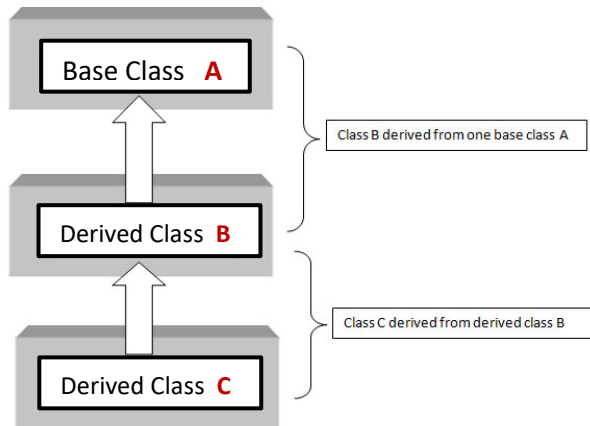 Base Class A
Class B derived from one base class A
Derived Class B
Class C derived from derived class B
Derived Class C